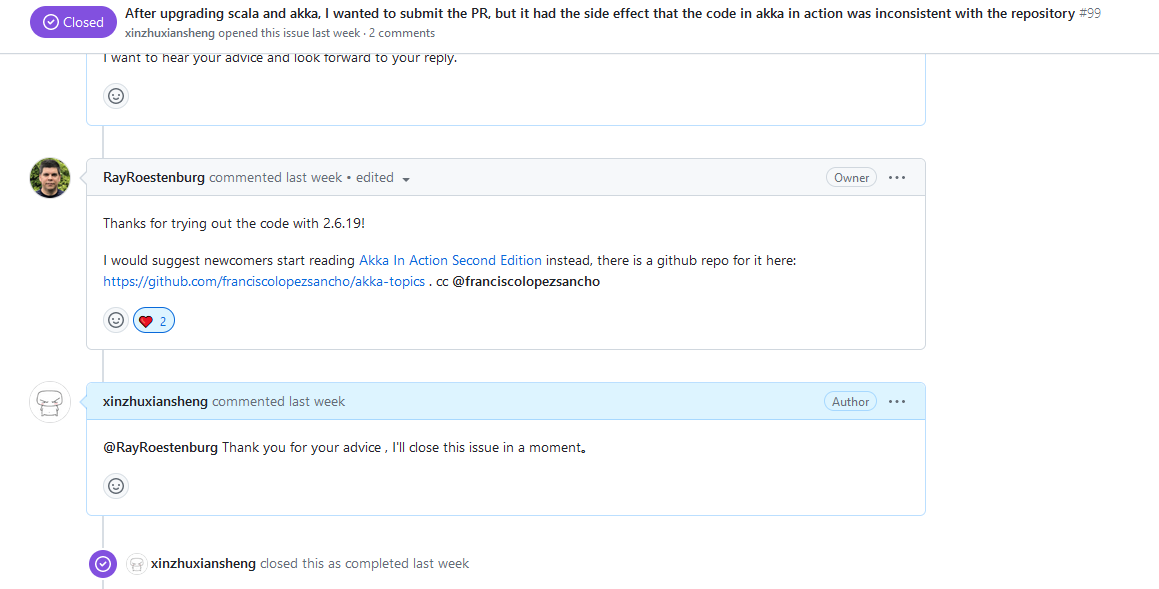 Closed
After upgrading scala and akka, I wanted to submit the PR, but it had the side effect that the code in akka in action was inconsistent with the repository #99
xinzhuxiansheng opened this issue last week · 2 comments
I want to hear your advice and look forward to your reply.
RayRoestenburg commented last week • edited
Owner
Thanks for trying out the code with 2.6.19!
I would suggest newcomers start reading Akka In Action Second Edition instead, there is a github repo for it here:
https://github.com/franciscolopezsancho/akka-topics . cc @franciscolopezsancho
2
xinzhuxiansheng commented last week
Author
@RayRoestenburg Thank you for your advice , I'll close this issue in a moment。
xinzhuxiansheng closed this as completed last week